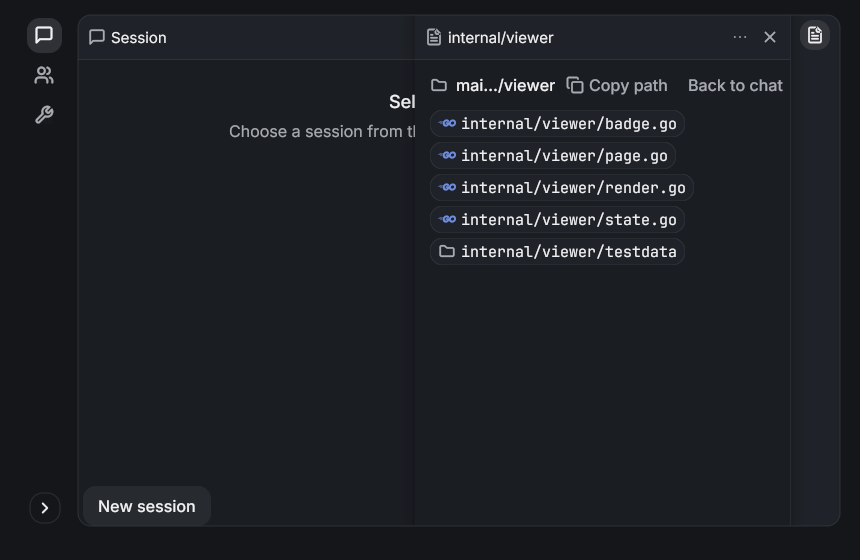 Session
internal/viewer
mai.../viewer Copy path Back to chat
Sel
Choose a session from th
internal/viewer/badge.go
internal/viewer/page.go
internal/viewer/render.go
internal/viewer/state.go
internal/viewer/testdata
New session